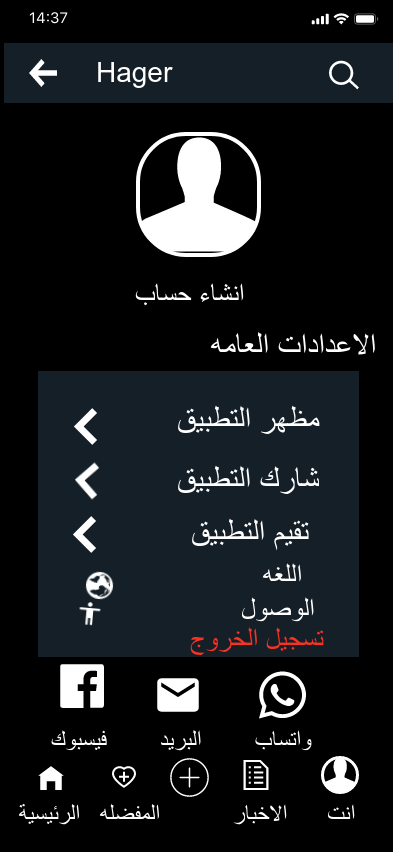 14:37
Hager
انشاء حساب
الاعدادات العامه
مظهر التطبيق
شارك التطبيق
تقيم التطبيق
اللغه
الوصول
تسجيل الخروج
واتساب البريد فيسبوك
انت الاخبار المفضله الرئيسية